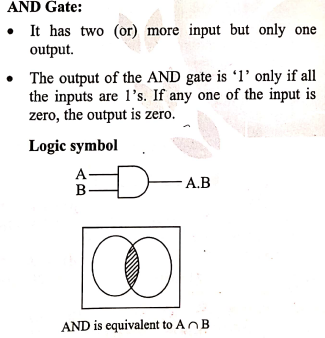 AND Gate:
• It has two (or) more input but only one
output.
• The output of the AND gate is ‘1’ only if all
the inputs are 1’s. If any one of the input is
zero, the output is zero.
Logic symbol
A
B
A.B
AND is equivalent to A ∩ B